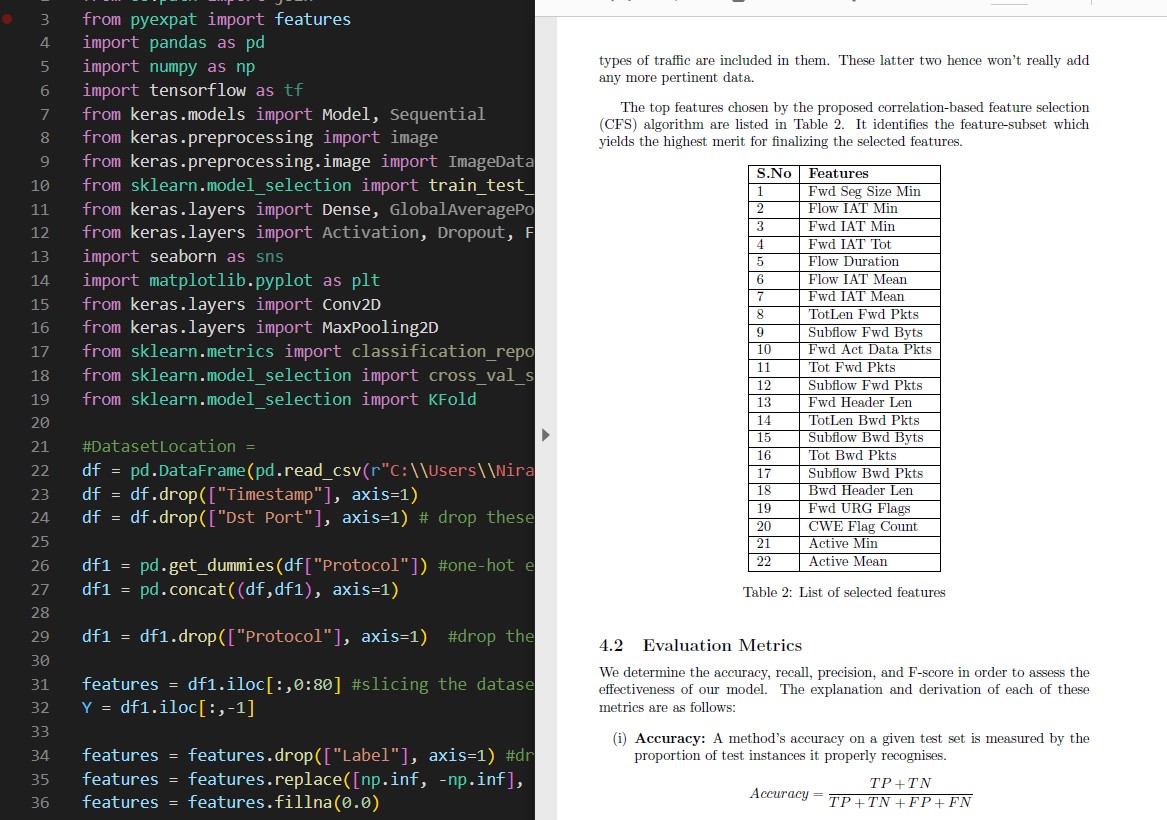 3 from pyexpat import features
4 import pandas as pd
5 import numpy as np
6 import tensorflow as tf
7 from keras.models import Model, Sequential
8 from keras.preprocessing import image
9 from keras.preprocessing.image import ImageData
10 from sklearn.model_selection import train_test_
11 from keras.layers import Dense, GlobalAveragePo
12 from keras.layers import Activation, Dropout, F
13 import seaborn as sns
14 import matplotlib.pyplot as plt
15 from keras.layers import Conv2D
16 from keras.layers import MaxPooling2D
17 from sklearn.metrics import classification_repo
18 from sklearn.model_selection import cross_val_s
19 from sklearn.model_selection import KFold
20
21 #DatasetLocation =
22 df = pd.DataFrame(pd.read_csv(r"C:\\Users\\Nira
23 df = df.drop(["Timestamp"], axis=1)
24 df = df.drop(["Dst Port"], axis=1) # drop these
25
26 df1 = pd.get_dummies(df["Protocol"]) #one-hot e
27 df1 = pd.concat((df,df1), axis=1)
28
29 df1 = df1.drop(["Protocol"], axis=1)  #drop the
30
31 features = df1.iloc[:,0:80] #slicing the datase
32 Y = df1.iloc[:,-1]
33
34 features = features.drop(["Label"], axis=1) #dr
35 features = features.replace([np.inf, -np.inf],
36 features = features.fillna(0.0)
types of traffic are included in them. These latter two hence won't really add
any more pertinent data.
The top features chosen by the proposed correlation-based feature selection
(CFS) algorithm are listed in Table 2. It identifies the feature-subset which
yields the highest merit for finalizing the selected features.
S.No Features
1 Fwd Seg Size Min
2 Flow IAT Min
3 Fwd IAT Min
4 Fwd IAT Tot
5 Flow Duration
6 Flow IAT Mean
7 Fwd IAT Mean
8 TotLen Fwd Pkts
9 Subflow Fwd Byts
10 Fwd Act Data Pkts
11 Tot Fwd Pkts
12 Subflow Fwd Pkts
13 Fwd Header Len
14 TotLen Bwd Pkts
15 Subflow Bwd Byts
16 Tot Bwd Pkts
17 Subflow Bwd Pkts
18 Bwd Header Len
19 Fwd URG Flags
20 CWE Flag Count
21 Active Min
22 Active Mean
Table 2: List of selected features
4.2 Evaluation Metrics
We determine the accuracy, recall, precision, and F-score in order to assess the
effectiveness of our model. The explanation and derivation of each of these
metrics are as follows:
(i) Accuracy: A method's accuracy on a given test set is measured by the
proportion of test instances it properly recognises.
TP + TN
Accuracy =
TP + TN + FP + FN